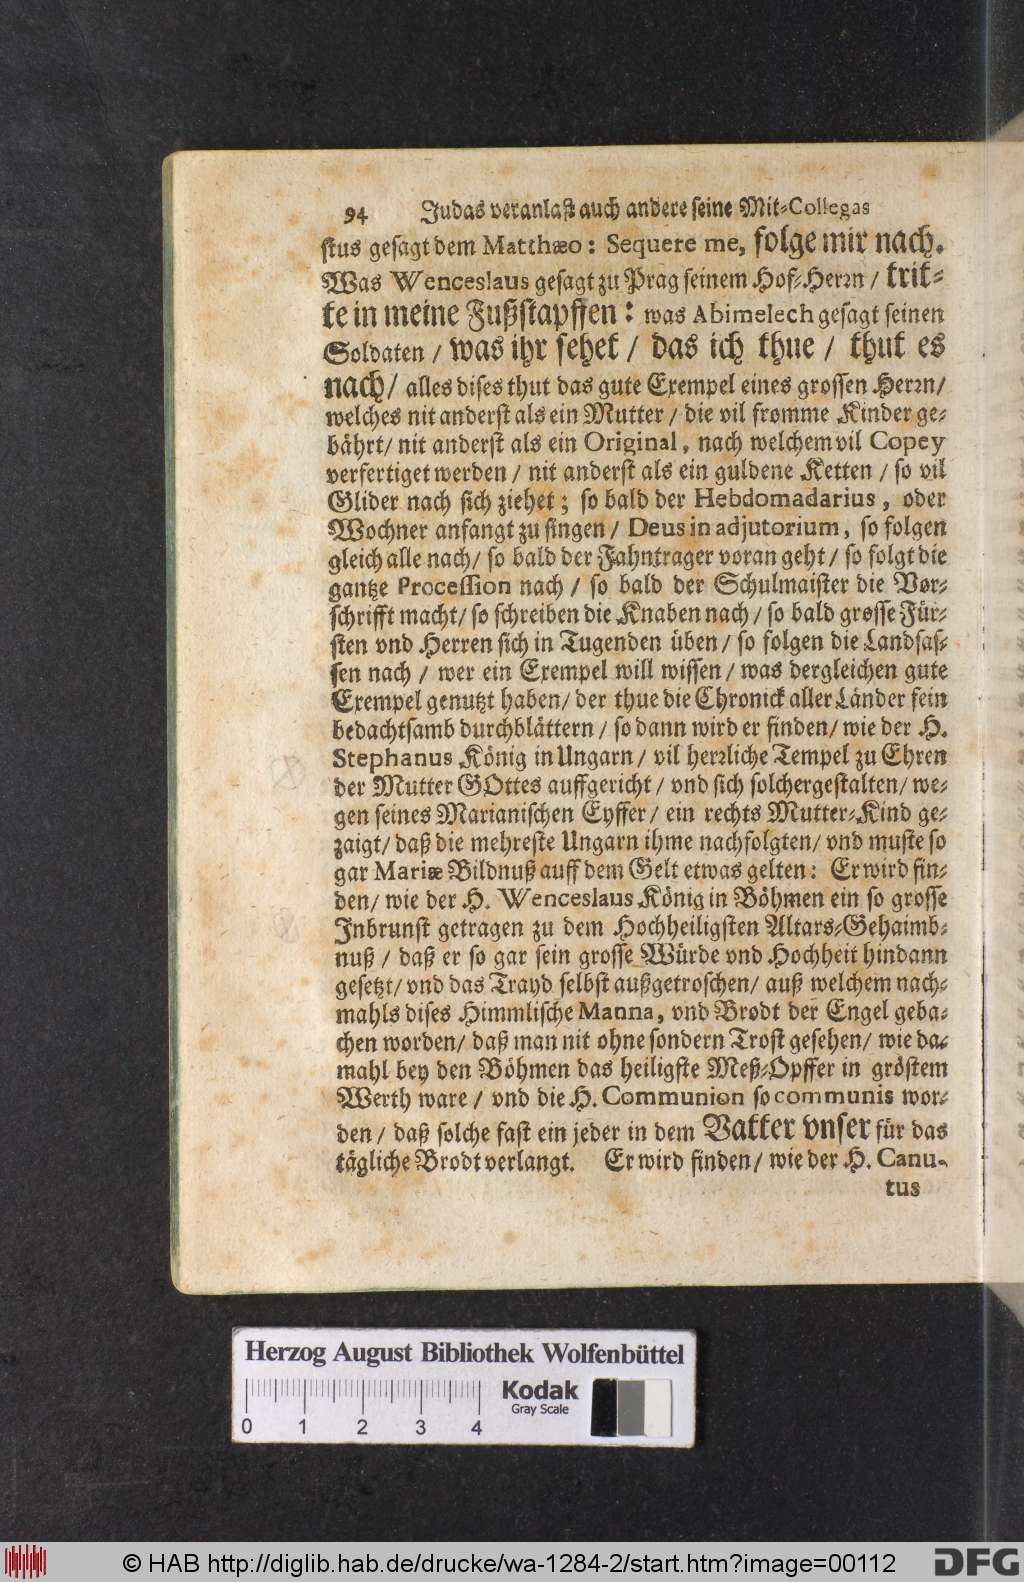 94 Judas veranlast auch andere seine Mit-Collegas
stus gesagt dem Matthæo: Sequere me, folge mir nach.
Was Wenceslaus gesagt zu Prag seinem Hof-Herrn / trit-
te in meine Fußstapffen: was Abimelech gesagt seinen
Soldaten / was ihr sehet / das ich thue / thut es
nach / alles dises thut das gute Exempel eines grossen Herrn/
welches nit anderst als ein Mutter / die vil fromme Kinder ge-
bährt/ nit anderst als ein Original, nach welchem vil Copey
verfertiget werden / nit anderst als ein guldene Ketten / so vil
Glider nach sich ziehet; so bald der Hebdomadarius, oder
Wochner anfangt zu singen / Deus in adjutorium, so folgen
gleich alle nach/ so bald der Fahntrager voran geht / so folgt die
gantze Procession nach / so bald der Schulmaister die Vor-
schrifft macht/ so schreiben die Knaben nach / so bald grosse Für-
sten vnd Herren sich in Tugenden üben / so folgen die Landsas-
sen nach / wer ein Exempel will wissen / was dergleichen gute
Exempel genutzt haben/ der thue die Chronick aller Länder fein
bedachtsamb durchblättern / so dann wird er finden/ wie der H.
Stephanus König in Ungarn / vil herrliche Tempel zu Ehren
der Mutter GOttes auffgericht / vnd sich solchergestalten/ we-
gen seines Marianischen Eyffer / ein rechts Mutter-Kind ge-
zaigt/ daß die mehreste Ungarn ihme nachfolgten/ vnd muste so
gar Mariæ Bildnuß auff dem Gelt etwas gelten: Er wird fin-
den/ wie der H. Wenceslaus König in Böhmen ein so grosse
Inbrunst getragen zu dem Hochheiligsten Altars-Gehaimb-
nuß / daß er so gar sein grosse Würde vnd Hochheit hindann
gesetzt/ vnd das Trayd selbst außgetroschen/ auß welchem nach-
mahls dises Himmlische Manna, vnd Brodt der Engel geba-
chen worden/ daß man nit ohne sondern Trost gesehen/ wie da-
mahl bey den Böhmen das heiligste Meß-Opffer in gröstem
Werth ware / vnd die H. Communion so communis wor-
den / daß solche fast ein jeder in dem Vatter vnser für das
tägliche Brodt verlangt. Er wird finden/ wie der H. Canu-
tus
Herzog August Bibliothek Wolfenbüttel
Kodak
Gray Scale
0 1 2 3 4
© HAB http://diglib.hab.de/drucke/wa-1284-2/start.htm?image=00112
DFG